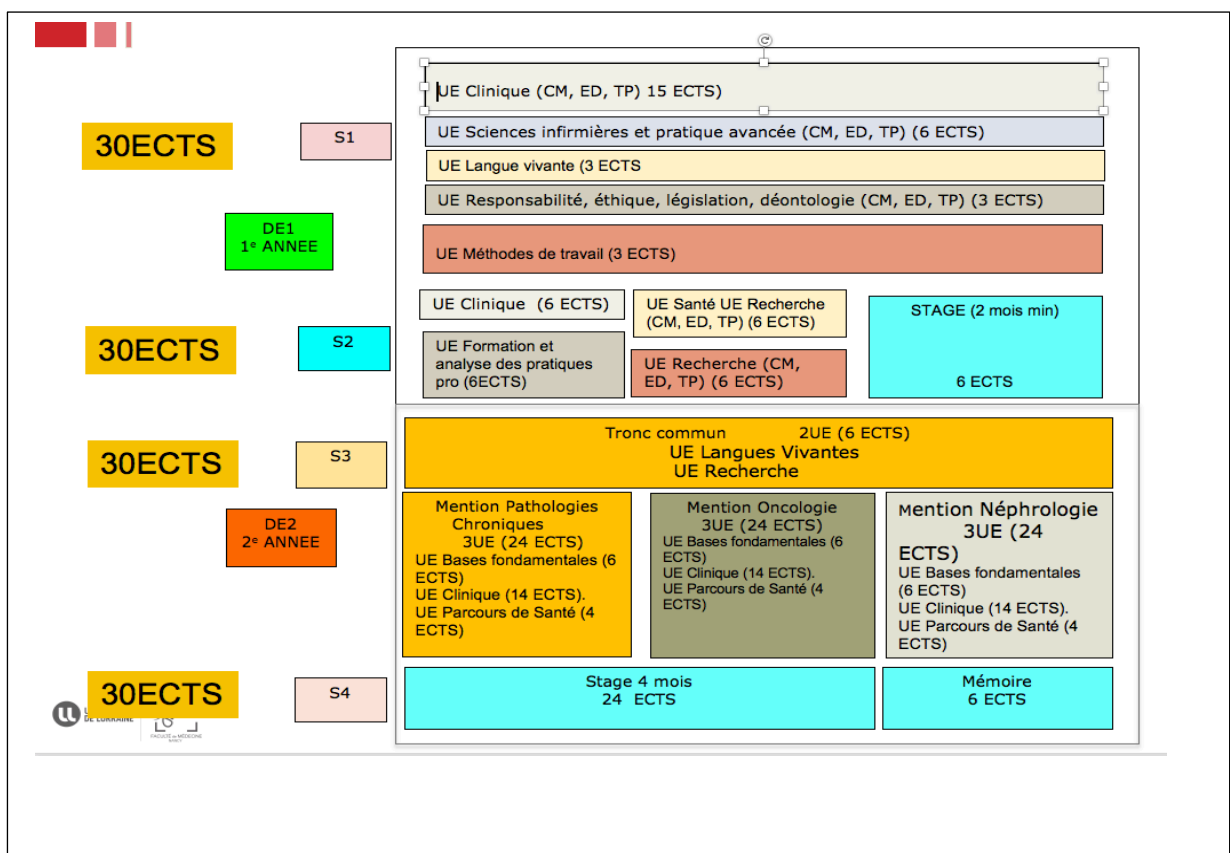 UE Clinique (CM, ED, TP) 15 ECTS)
30ECTS
S1
UE Sciences infirmières et pratique avancée (CM, ED, TP) (6 ECTS)
UE Langue vivante (3 ECTS
UE Responsabilité, éthique, législation, déontologie (CM, ED, TP) (3 ECTS)
DE1
1e ANNEE
UE Méthodes de travail (3 ECTS)
30ECTS
S2
UE Clinique (6 ECTS)
UE Formation et
analyse des pratiques
pro (6ECTS)
UE Santé UE Recherche
(CM, ED, TP) (6 ECTS)
UE Recherche (CM,
ED, TP) (6 ECTS)
STAGE (2 mois min)
6 ECTS
30ECTS
S3
Tronc commun 2UE (6 ECTS)
UE Langues Vivantes
UE Recherche
DE2
2e ANNEE
Mention Pathologies
Chroniques
3UE (24 ECTS)
UE Bases fondamentales (6
ECTS)
UE Clinique (14 ECTS).
UE Parcours de Santé (4
ECTS)
Mention Oncologie
3UE (24 ECTS)
UE Bases fondamentales (6
ECTS)
UE Clinique (14 ECTS).
UE Parcours de Santé (4
ECTS)
Mention Néphrologie
3UE (24
ECTS)
UE Bases fondamentales
(6 ECTS)
UE Clinique (14 ECTS).
UE Parcours de Santé (4
ECTS)
30ECTS
S4
Stage 4 mois
24 ECTS
Mémoire
6 ECTS
DE LORRAINE
FACULTÉ de MÉDECINE